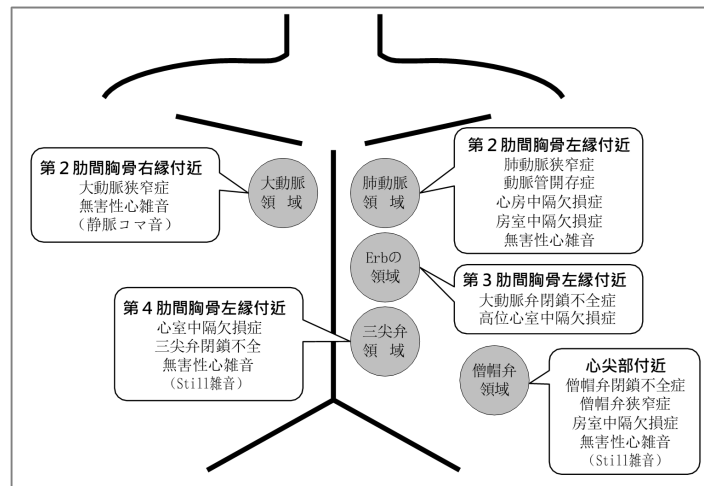 第２肋間胸骨右縁付近
大動脈狭窄症
無害性心雑音
（静脈コマ音）
大動脈
領　域
肺動脈
領　域
第２肋間胸骨左縁付近
肺動脈狭窄症
動脈管開存症
心房中隔欠損症
房室中隔欠損症
無害性心雑音
Erbの
領域
第３肋間胸骨左縁付近
大動脈弁閉鎖不全症
高位心室中隔欠損症
第４肋間胸骨左縁付近
心室中隔欠損症
三尖弁閉鎖不全
無害性心雑音
(Still雑音)
三尖弁
領　域
僧帽弁
領域
心尖部付近
僧帽弁閉鎖不全症
僧帽弁狭窄症
房室中隔欠損症
無害性心雑音
（Still雑音）